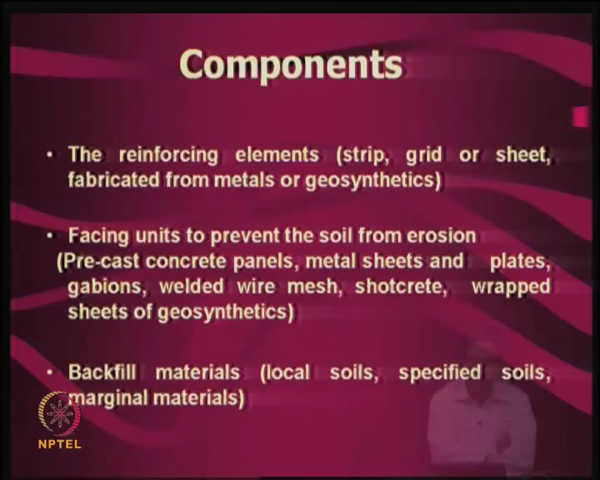 Components
• The reinforcing elements (strip, grid or sheet,
fabricated from metals or geosynthetics)
• Facing units to prevent the soil from erosion
(Pre-cast concrete panels, metal sheets and plates,
gabions, welded wire mesh, shotcrete, wrapped
sheets of geosynthetics)
• Backfill materials (local soils, specified soils,
marginal materials)
NPTEL